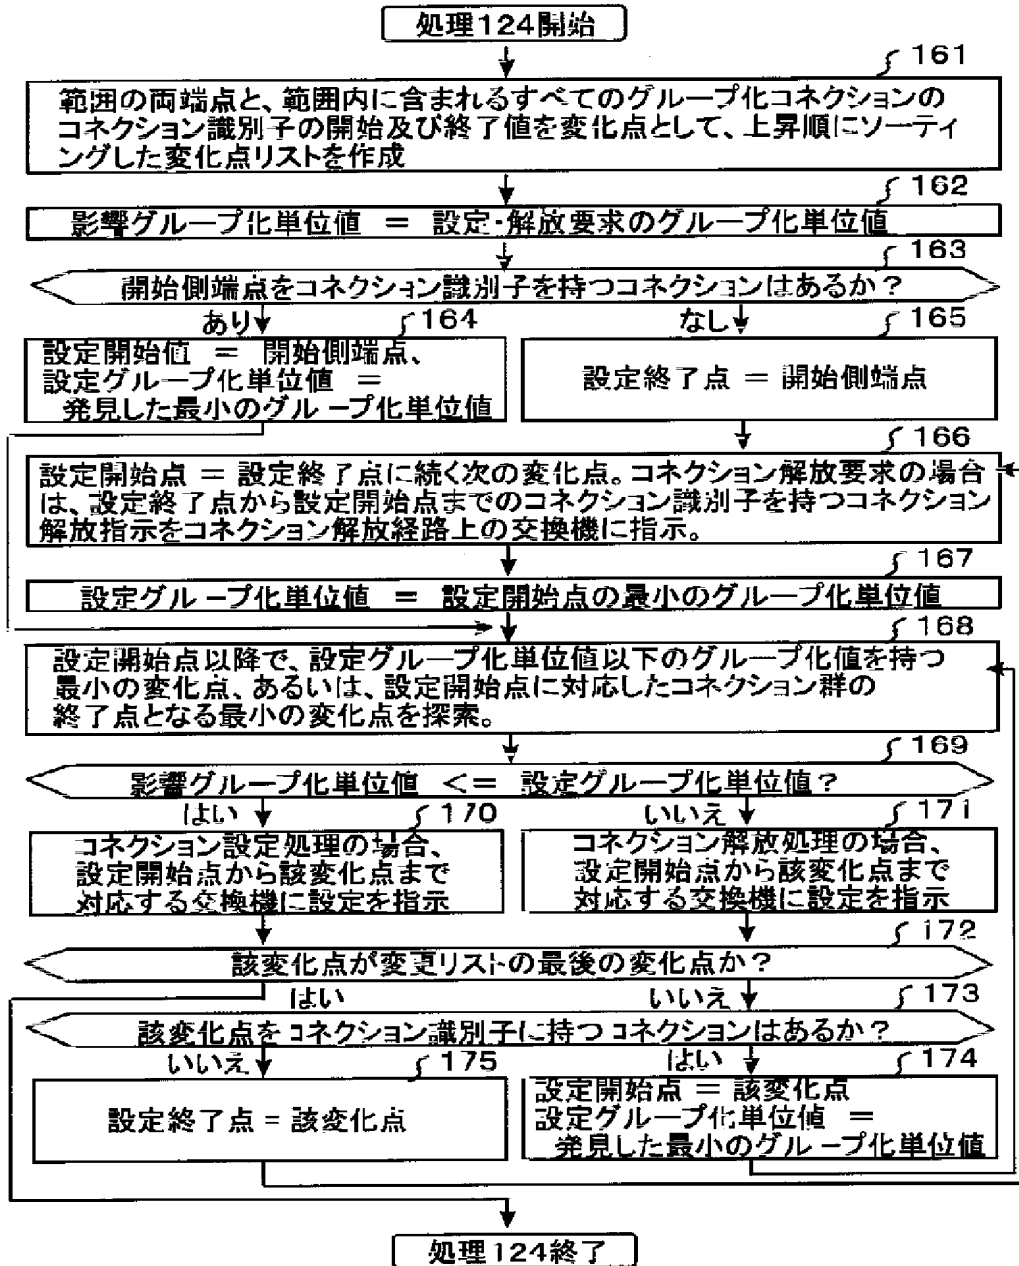 処理124開始
161
範囲の両端点と、範囲内に含まれるすべてのグループ化コネクションの
コネクション識別子の開始及び終了値を変化点として、上昇順にソーティ
ングした変化点リストを作成
162
影響グループ化単位値 = 設定・解放要求のグループ化単位値
163
開始側端点をコネクション識別子を持つコネクションはあるか?
あり
164
なし
165
設定開始値 = 開始側端点、
設定グループ化単位値 =
発見した最小のグループ化単位値
設定終了点 = 開始側端点
166
設定開始点 = 設定終了点に続く次の変化点。コネクション解放要求の場合
は、設定終了点から設定開始点までのコネクション識別子を持つコネクション
解放指示をコネクション解放経路上の交換機に指示。
167
設定グループ化単位値 = 設定開始点の最小のグループ化単位値
168
設定開始点以降で、設定グループ化単位値以下のグループ化値を持つ
最小の変化点、あるいは、設定開始点に対応したコネクション群の
終了点となる最小の変化点を探索。
169
影響グループ化単位値 <= 設定グループ化単位値?
はい
170
いいえ
171
コネクション設定処理の場合、
設定開始点から該変化点まで
対応する交換機に設定を指示
コネクション解放処理の場合、
設定開始点から該変化点まで
対応する交換機に設定を指示
172
該変化点が変更リストの最後の変化点か?
はい
いいえ
173
該変化点をコネクション識別子に持つコネクションはあるか?
いいえ
175
はい
174
設定終了点 = 該変化点
設定開始点 = 該変化点
設定グループ化単位値 =
発見した最小のグループ化単位値
処理124終了